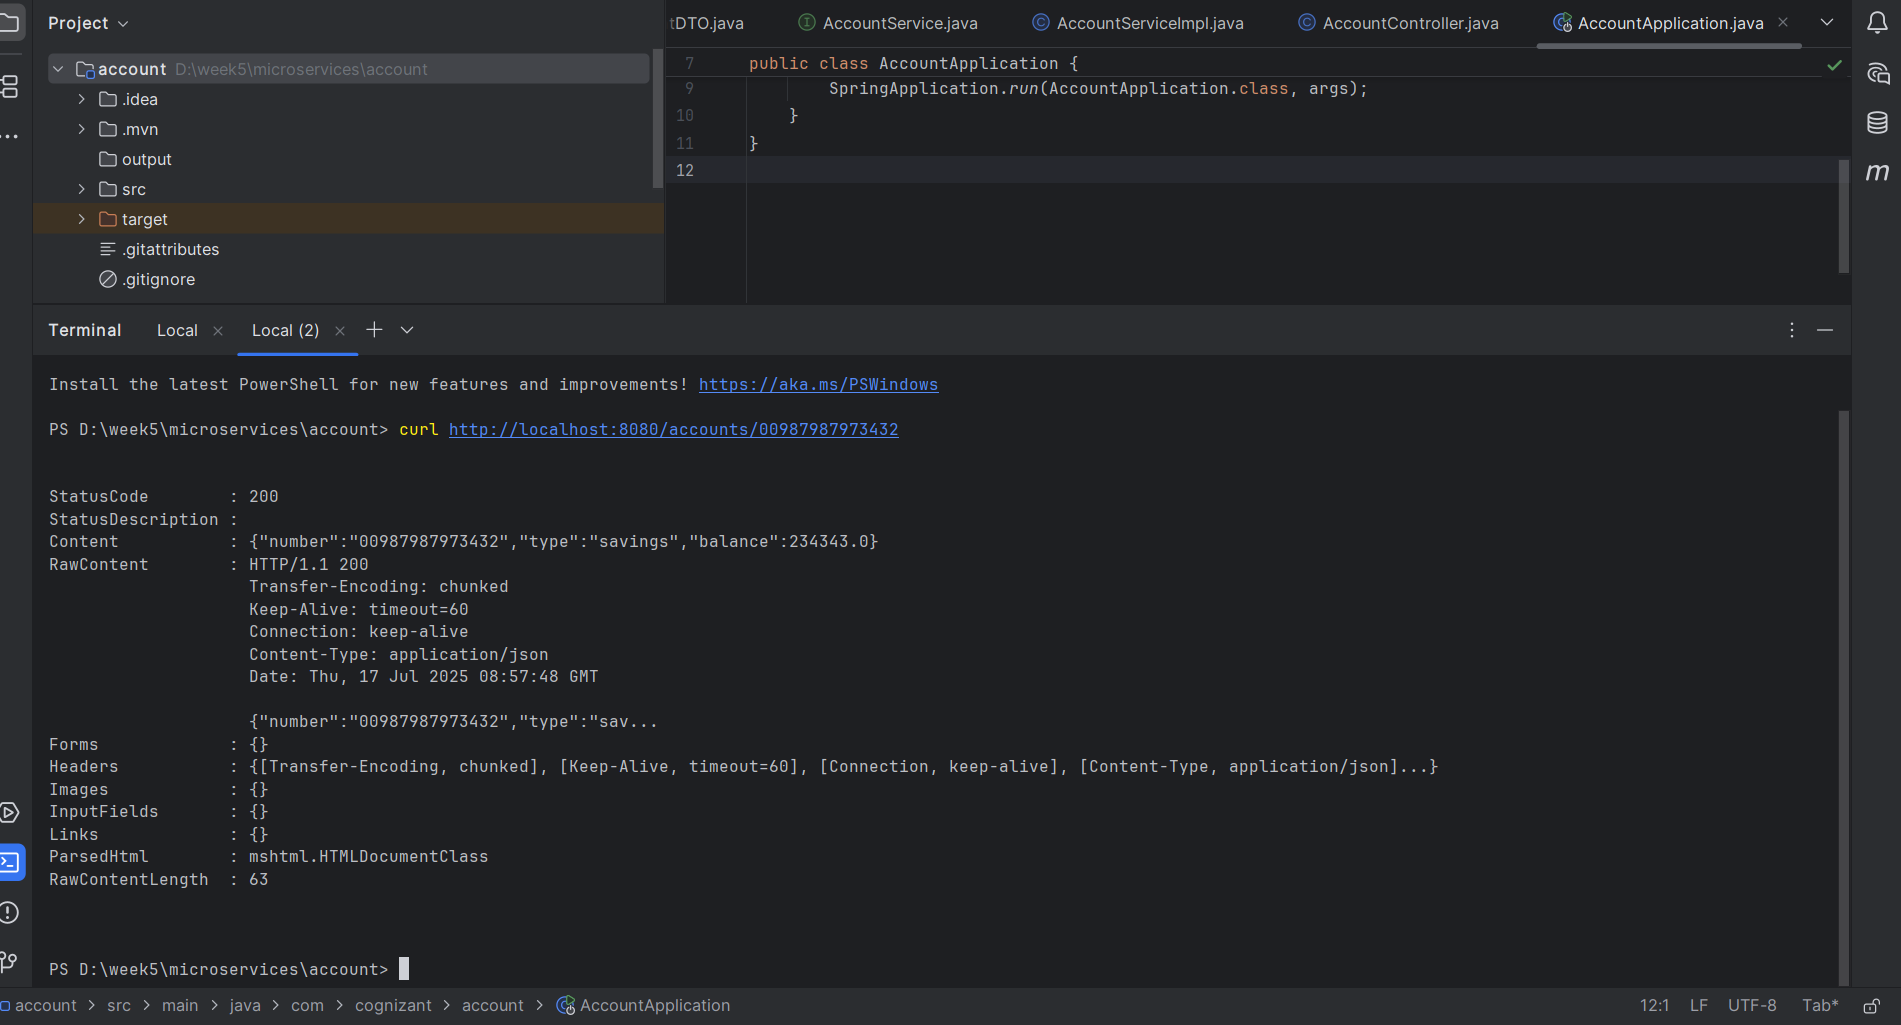 Project
account D:\week5\microservices\account
.idea
.mvn
output
src
target
.gitattributes
.gitignore
tDTO.java AccountService.java AccountServiceImpl.java AccountController.java AccountApplication.java
7 public class AccountApplication {
9 SpringApplication.run(AccountApplication.class, args);
10 }
11 }
12
Terminal Local Local (2)
Install the latest PowerShell for new features and improvements! https://aka.ms/PSWindows
PS D:\week5\microservices\account> curl http://localhost:8080/accounts/00987987973432
StatusCode : 200
StatusDescription :
Content : {"number":"00987987973432","type":"savings","balance":234343.0}
RawContent : HTTP/1.1 200
Transfer-Encoding: chunked
Keep-Alive: timeout=60
Connection: keep-alive
Content-Type: application/json
Date: Thu, 17 Jul 2025 08:57:48 GMT
{"number":"00987987973432","type":"sav...
Forms : {}
Headers : {[Transfer-Encoding, chunked], [Keep-Alive, timeout=60], [Connection, keep-alive], [Content-Type, application/json]...}
Images : {}
InputFields : {}
Links : {}
ParsedHtml : mshtml.HTMLDocumentClass
RawContentLength : 63
PS D:\week5\microservices\account>
account > src > main > java > com > cognizant > account > AccountApplication
12:1 LF UTF-8 Tab*